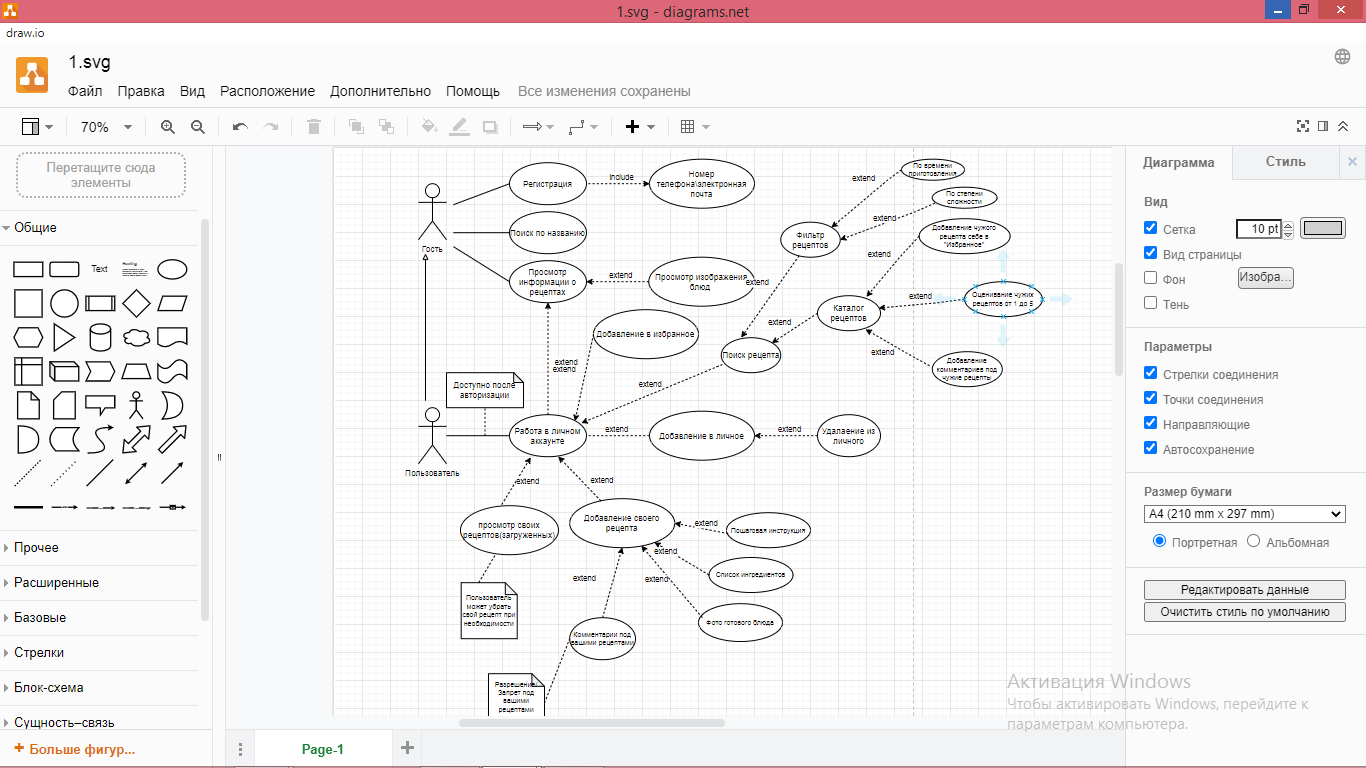 1.svg - diagrams.net
draw.io
1.svg
Файл Правка Вид Расположение Дополнительно Помощь Все изменения сохранены
70%
Перетащите сюда
элементы
Общие
Text
Heading
Прочее
Расширенные
Базовые
Стрелки
Блок-схема
Сущность–связь
+ Больше фигур...
Гость
Пользователь
Регистрация
include
Номер
телефона\электронная
почта
Поиск по названию
Просмотр
информации о
рецептах
extend
Просмотр изображения
блюд
extend
Добавление в избранное
extend
extend
Доступно после
авторизации
Работа в личном
аккаунте
extend
Добавление в личное
extend
Удалаение из
личного
extend
Поиск рецепта
extend
Фильтр
рецептов
extend
По времени
приготовления
extend
По степени
сложности
Каталог
рецептов
extend
Добавление чужого
рецепта себе в
"Избранное"
extend
Оценивание чужих
рецептов от 1 до 5
extend
Добавление
комментариев под
чужие рецепты
extend
просмотр своих
рецептов(загруженных)
Пользователь
может убрать
свой рецепт при
необходимости
extend
Добавление своего
рецепта
extend
Пошаговая инструкция
extend
Список ингредиентов
extend
Фото готового блюда
extend
Комментарии под
вашими рецептами
Разрешение/
Запрет под
вашими
рецептами
Диаграмма
Стиль
Вид
Сетка
10 pt
Вид страницы
Фон
Изобра...
Тень
Параметры
Стрелки соединения
Точки соединения
Направляющие
Автосохранение
Размер бумаги
A4 (210 mm x 297 mm)
Портретная Альбомная
Редактировать данные
Очистить стиль по умолчанию
Активация Windows
Чтобы активировать Windows, перейдите к
параметрам компьютера.
Page-1